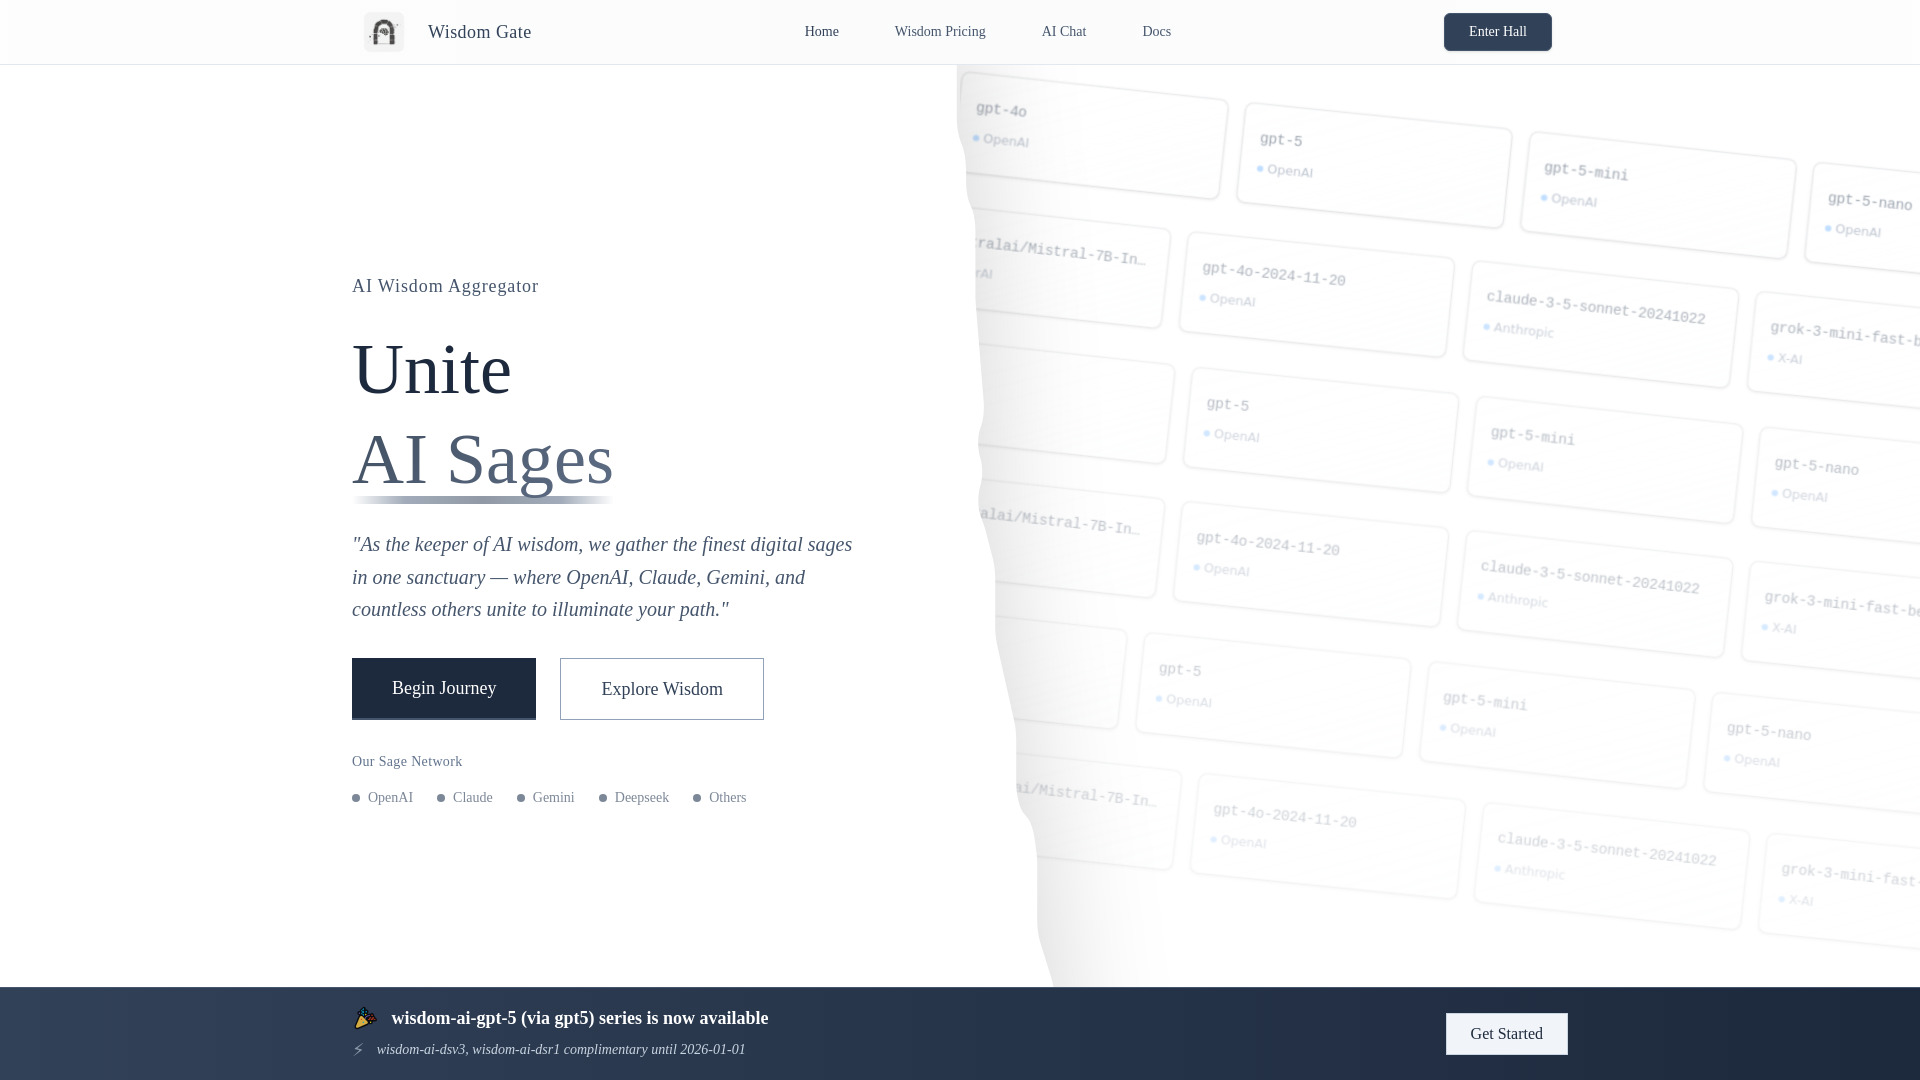 Wisdom Gate
Home
Wisdom Pricing
AI Chat
Docs
Enter Hall
AI Wisdom Aggregator
Unite
AI Sages
"As the keeper of AI wisdom, we gather the finest digital sages
in one sanctuary — where OpenAI, Claude, Gemini, and
countless others unite to illuminate your path."
Begin Journey
Explore Wisdom
Our Sage Network
OpenAI
Claude
Gemini
Deepseek
Others
gpt-4o
OpenAI
gpt-5
OpenAI
gpt-5-mini
OpenAI
gpt-5-nano
OpenAI
tralai/Mistral-7B-In…
rAI
gpt-4o-2024-11-20
OpenAI
claude-3-5-sonnet-20241022
Anthropic
grok-3-mini-fast-b
X-AI
gpt-5
OpenAI
gpt-5-mini
OpenAI
gpt-5-nano
OpenAI
alai/Mistral-7B-In…
gpt-4o-2024-11-20
OpenAI
claude-3-5-sonnet-20241022
Anthropic
grok-3-mini-fast-be
X-AI
gpt-5
OpenAI
gpt-5-mini
OpenAI
gpt-5-nano
OpenAI
ai/Mistral-7B-In…
gpt-4o-2024-11-20
OpenAI
claude-3-5-sonnet-20241022
Anthropic
grok-3-mini-fast-
X-AI
wisdom-ai-gpt-5 (via gpt5) series is now available
wisdom-ai-dsv3, wisdom-ai-dsr1 complimentary until 2026-01-01
Get Started